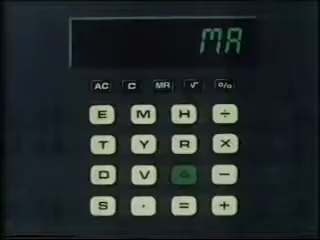 MA
AC C MR √ %
E M H ÷
T Y R X
D V A −
S . = +